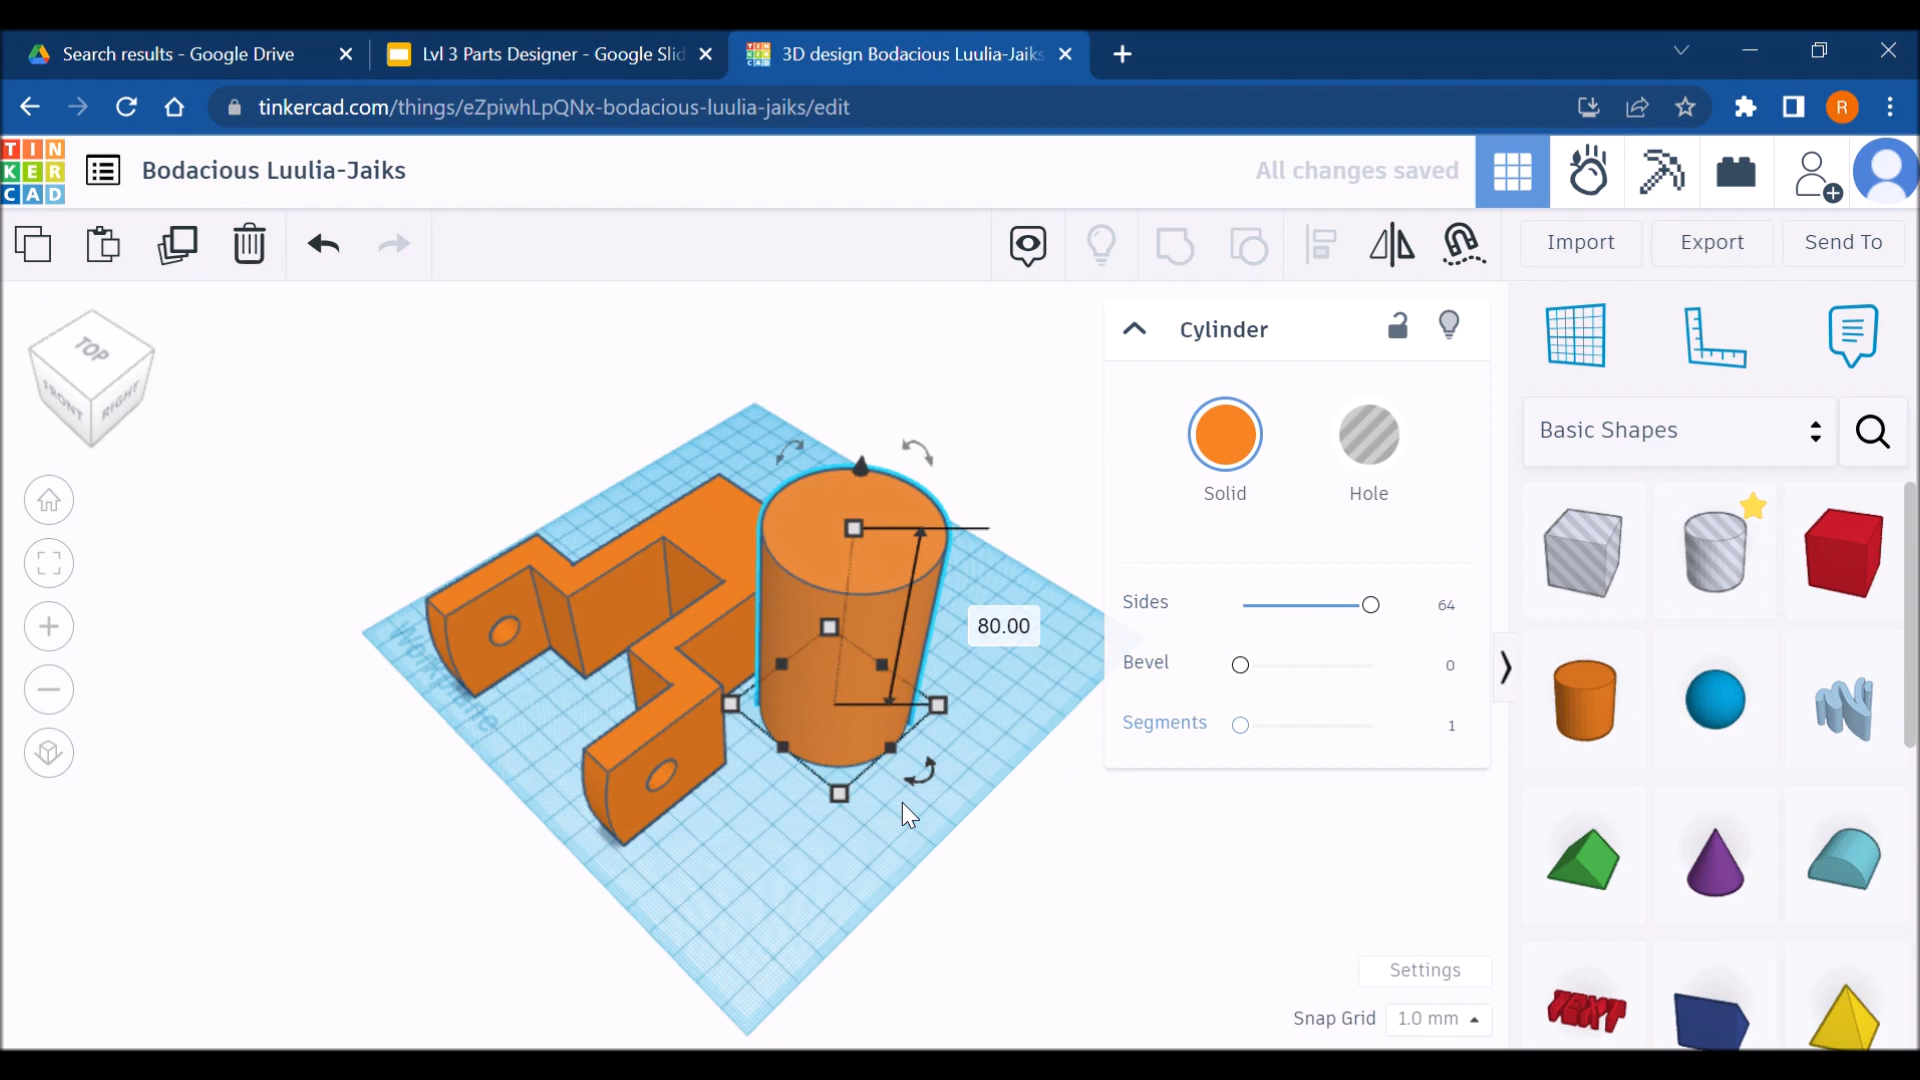 Search results - Google Drive
Lvl 3 Parts Designer - Google Slid
3D design Bodacious Luulia-Jaiks
tinkercad.com/things/eZpiwhLpQNx-bodacious-luulia-jaiks/edit
R
TIN
KER
CAD
Bodacious Luulia-Jaiks
All changes saved
Import
Export
Send To
TOP
FRONT
RIGHT
Cylinder
Solid
Hole
Sides
64
Bevel
0
Segments
1
80.00
Workplane
Basic Shapes
TEXT
Settings
Snap Grid
1.0 mm